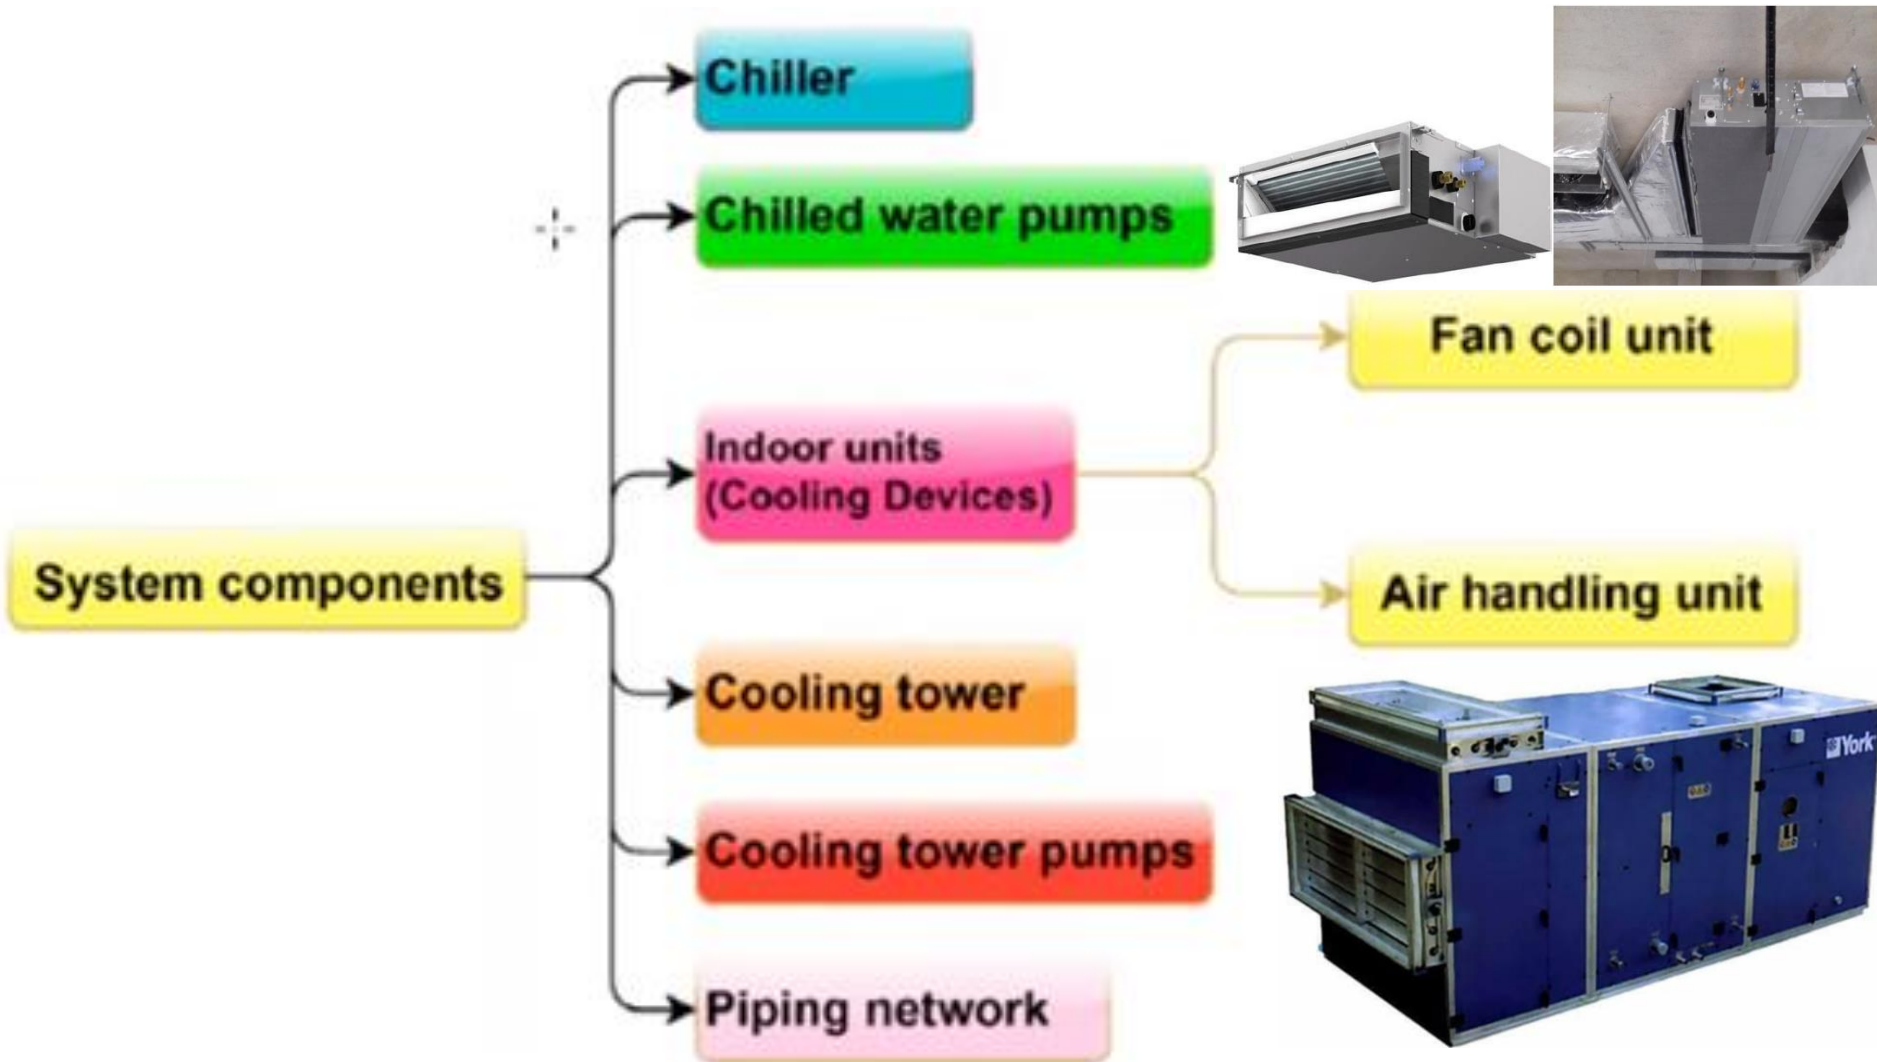 Chiller
Chilled water pumps
Fan coil unit
Indoor units
(Cooling Devices)
System components
Air handling unit
Cooling tower
York
Cooling tower pumps
Piping network